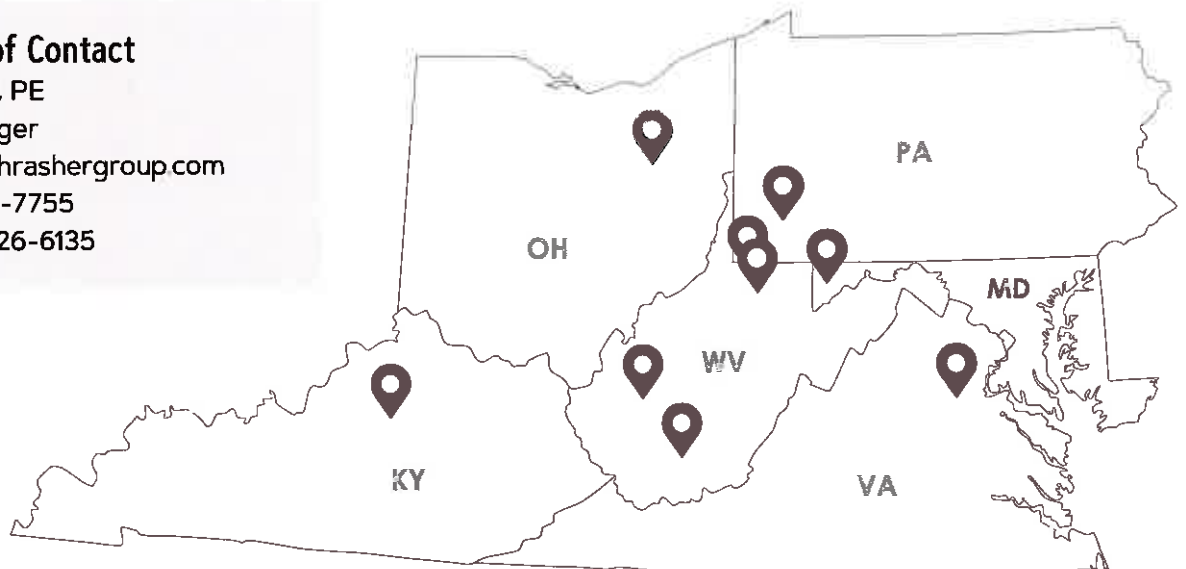 of Contact
, PE
ger
hrashergroup.com
-7755
26-6135
PA
OH
MD
WV
KY
VA